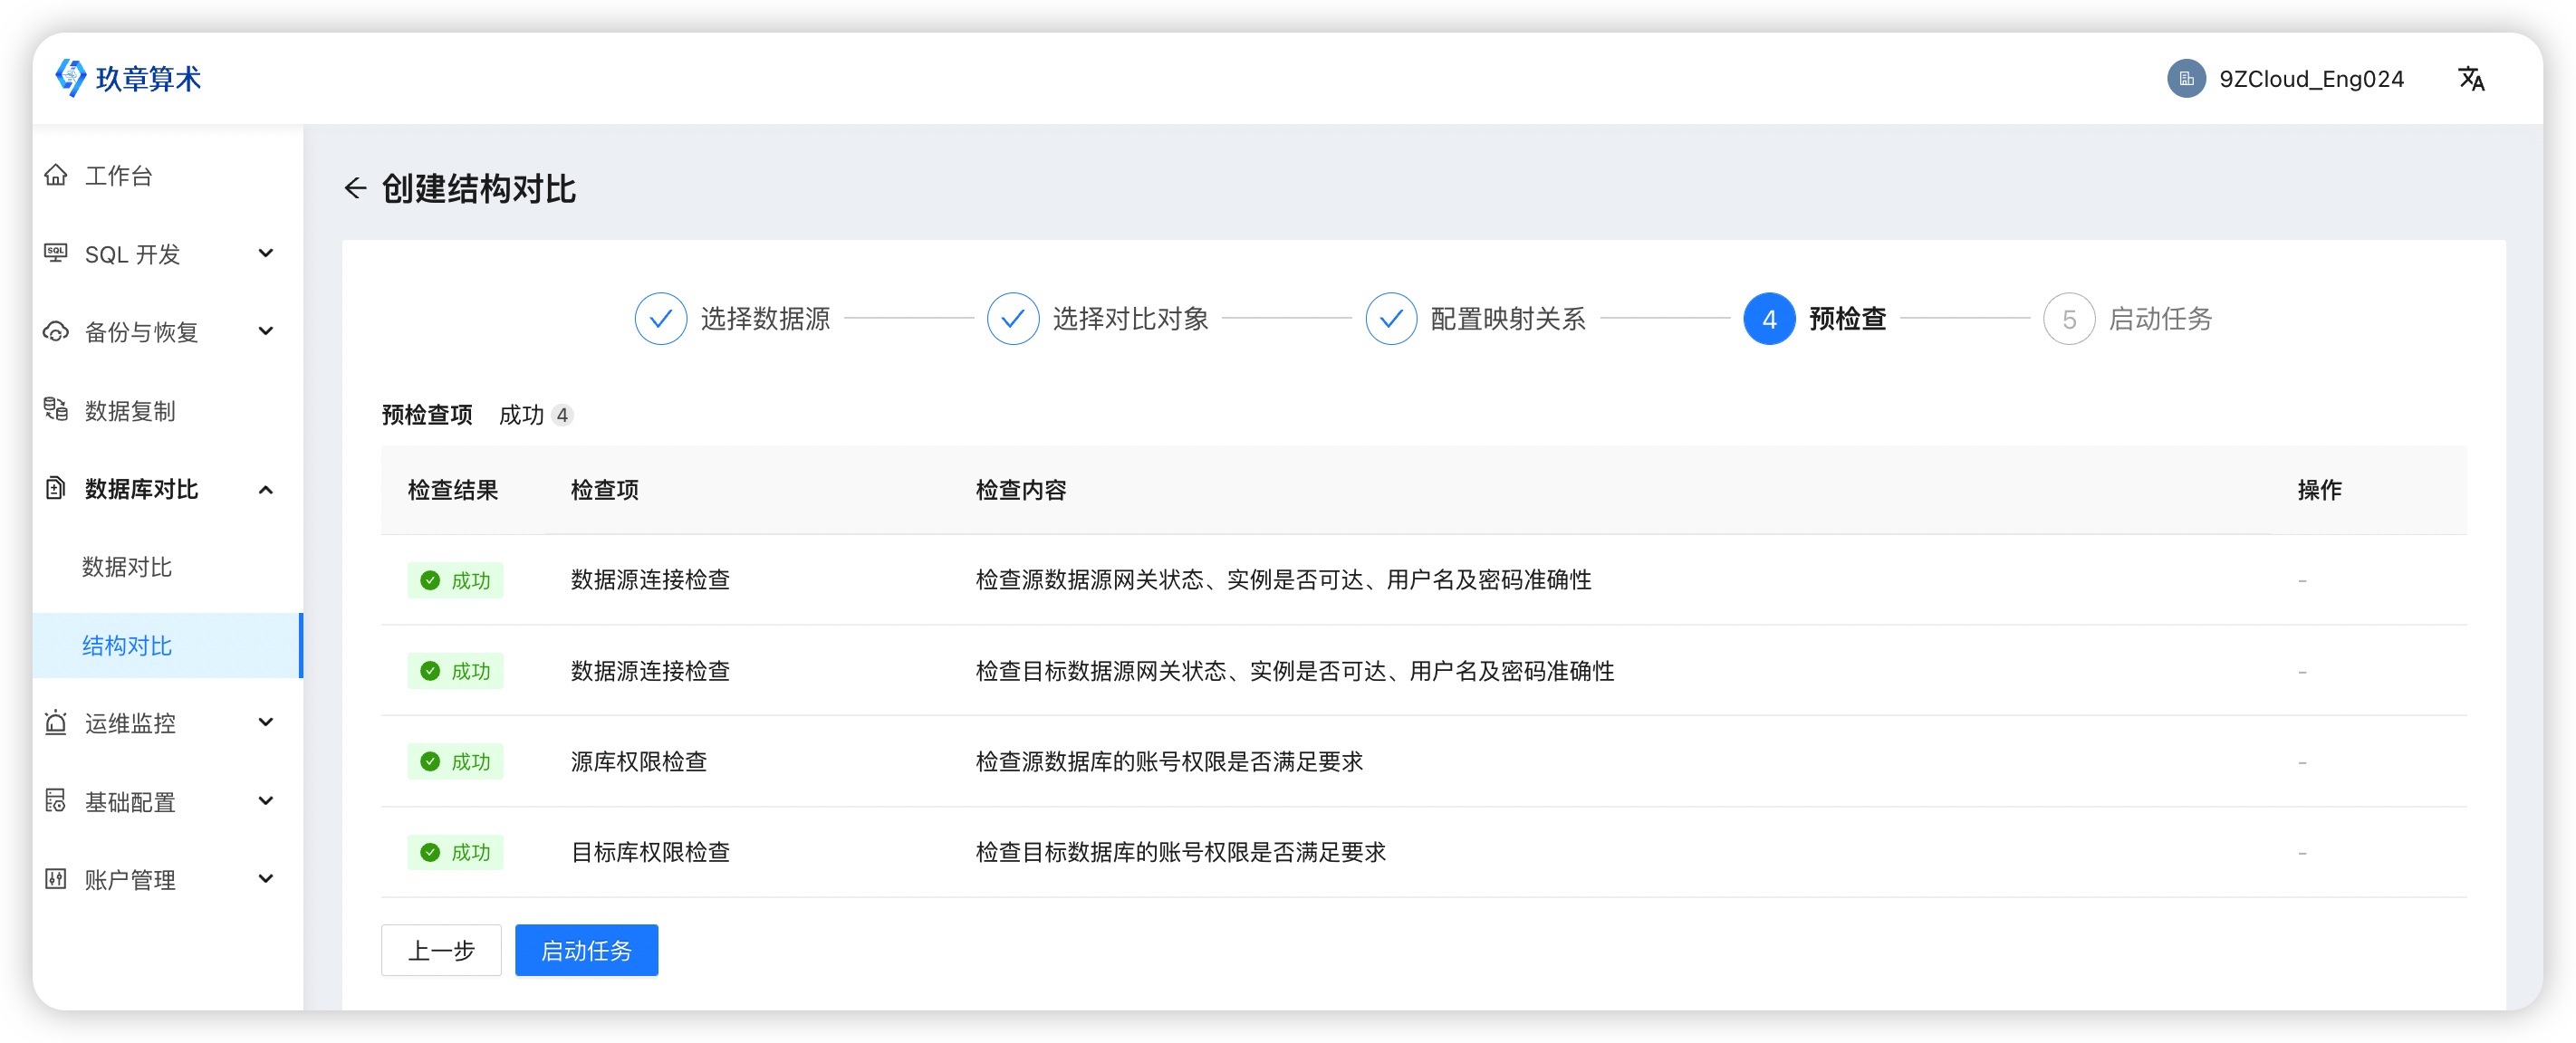 玖章算术
9ZCloud_Eng024
工作台
SQL 开发
备份与恢复
数据复制
数据库对比
数据对比
结构对比
运维监控
基础配置
账户管理
创建结构对比
选择数据源
选择对比对象
配置映射关系
4 预检查
5 启动任务
预检查项 成功 4
检查结果 检查项 检查内容 操作
成功 数据源连接检查 检查源数据源网关状态、实例是否可达、用户名及密码准确性 -
成功 数据源连接检查 检查目标数据源网关状态、实例是否可达、用户名及密码准确性 -
成功 源库权限检查 检查源数据库的账号权限是否满足要求 -
成功 目标库权限检查 检查目标数据库的账号权限是否满足要求 -
上一步 启动任务